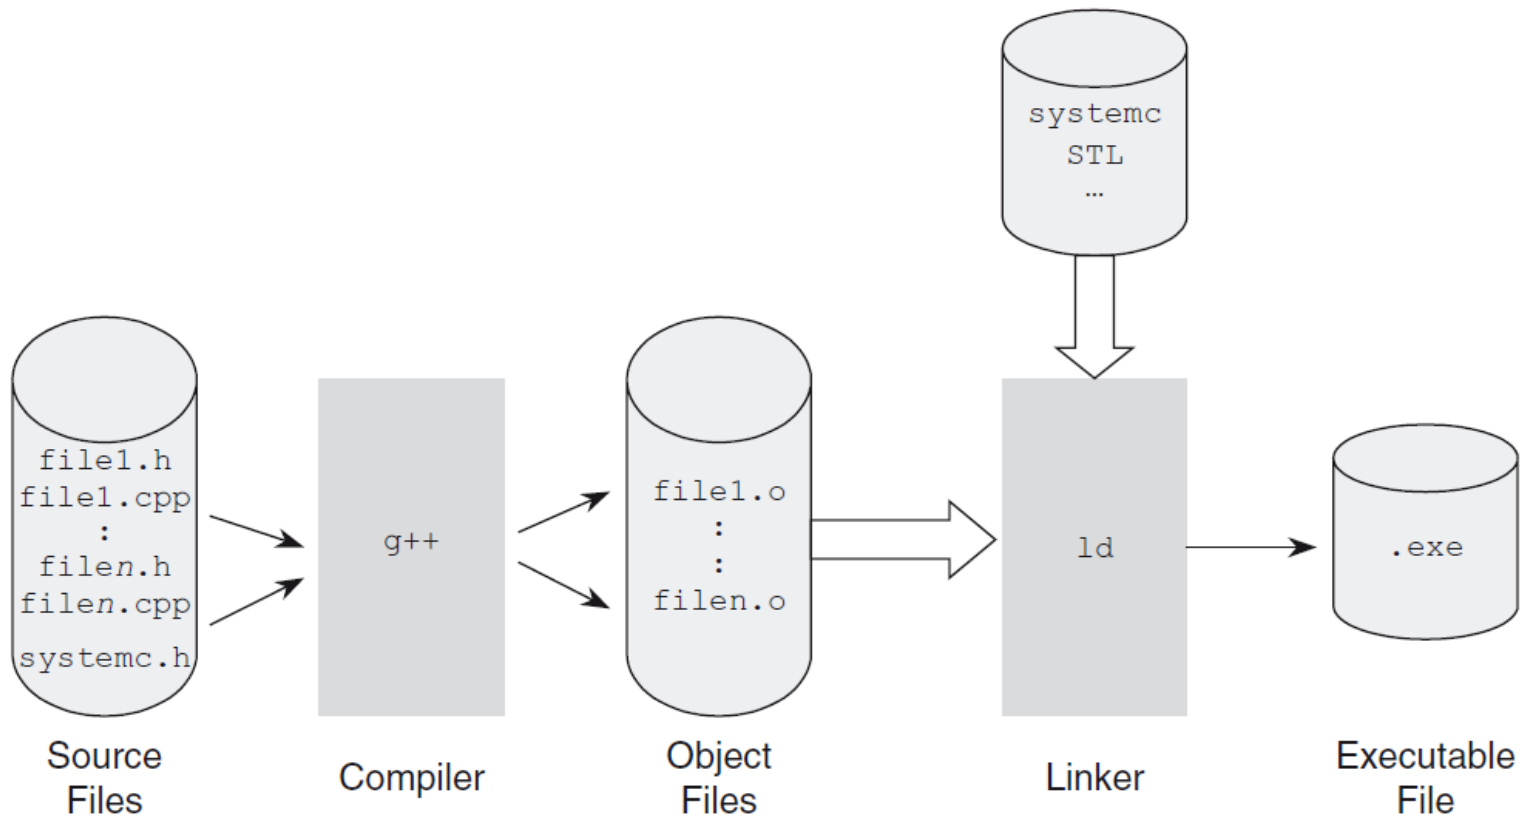 systemc
STL
…
file1.h
file1.cpp
:
filen.h
filen.cpp
systemc.h
g++
file1.o
:
:
filen.o
ld
.exe
Source
Files
Compiler
Object
Files
Linker
Executable
File